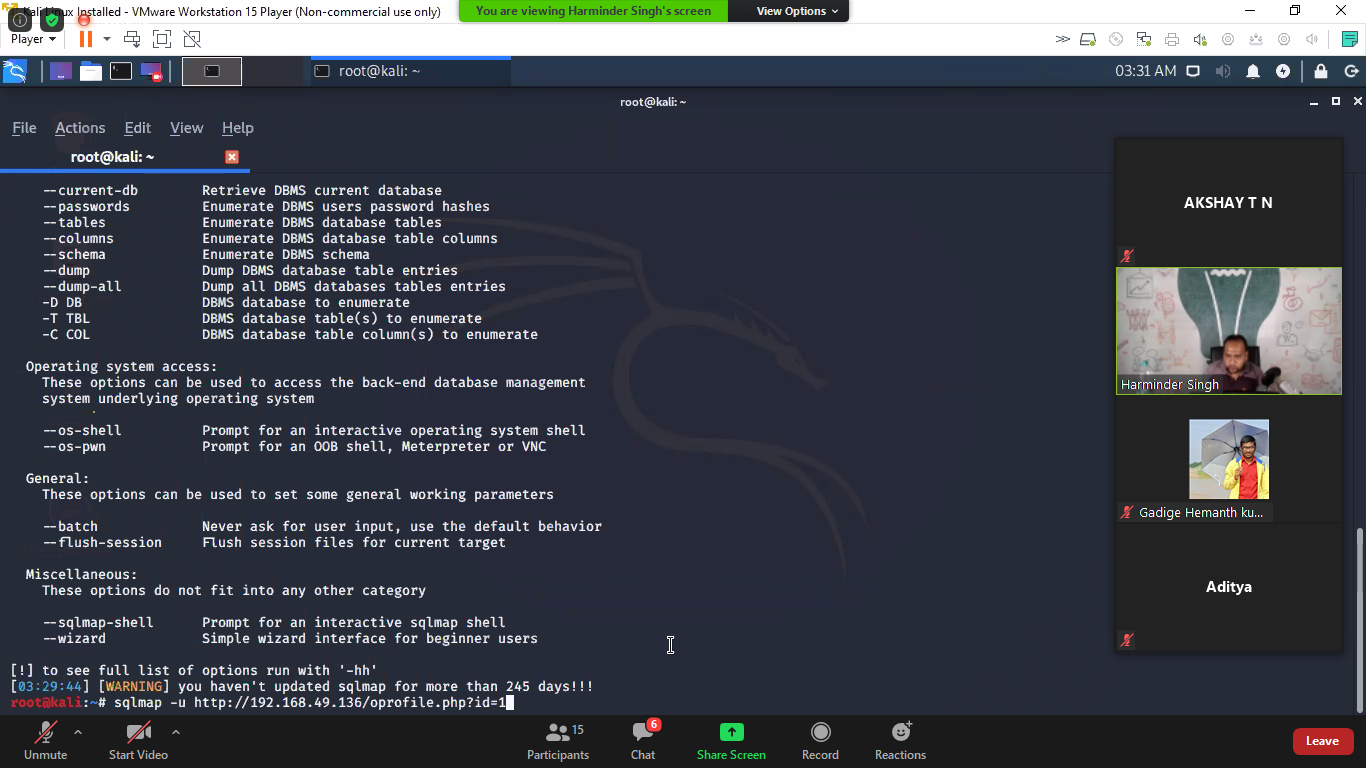 Kali Linux Installed - VMware Workstation 15 Player (Non-commercial use only)
You are viewing Harminder Singh's screen
View Options
Player
root@kali: ~
03:31 AM
root@kali: ~
File Actions Edit View Help
root@kali: ~
--current-db Retrieve DBMS current database
--passwords Enumerate DBMS users password hashes
--tables Enumerate DBMS database tables
--columns Enumerate DBMS database table columns
--schema Enumerate DBMS schema
--dump Dump DBMS database table entries
--dump-all Dump all DBMS databases tables entries
-D DB DBMS database to enumerate
-T TBL DBMS database table(s) to enumerate
-C COL DBMS database table column(s) to enumerate
Operating system access:
These options can be used to access the back-end database management
system underlying operating system
--os-shell Prompt for an interactive operating system shell
--os-pwn Prompt for an OOB shell, Meterpreter or VNC
General:
These options can be used to set some general working parameters
--batch Never ask for user input, use the default behavior
--flush-session Flush session files for current target
Miscellaneous:
These options do not fit into any other category
--sqlmap-shell Prompt for an interactive sqlmap shell
--wizard Simple wizard interface for beginner users
[!] to see full list of options run with '-hh'
[03:29:44] [WARNING] you haven't updated sqlmap for more than 245 days!!!
root@kali:~# sqlmap -u http://192.168.49.136/oprofile.php?id=1
AKSHAY T N
Harminder Singh
Gadige Hemanth ku...
Aditya
Unmute
Start Video
15
Participants
6
Chat
Share Screen
Record
Reactions
Leave